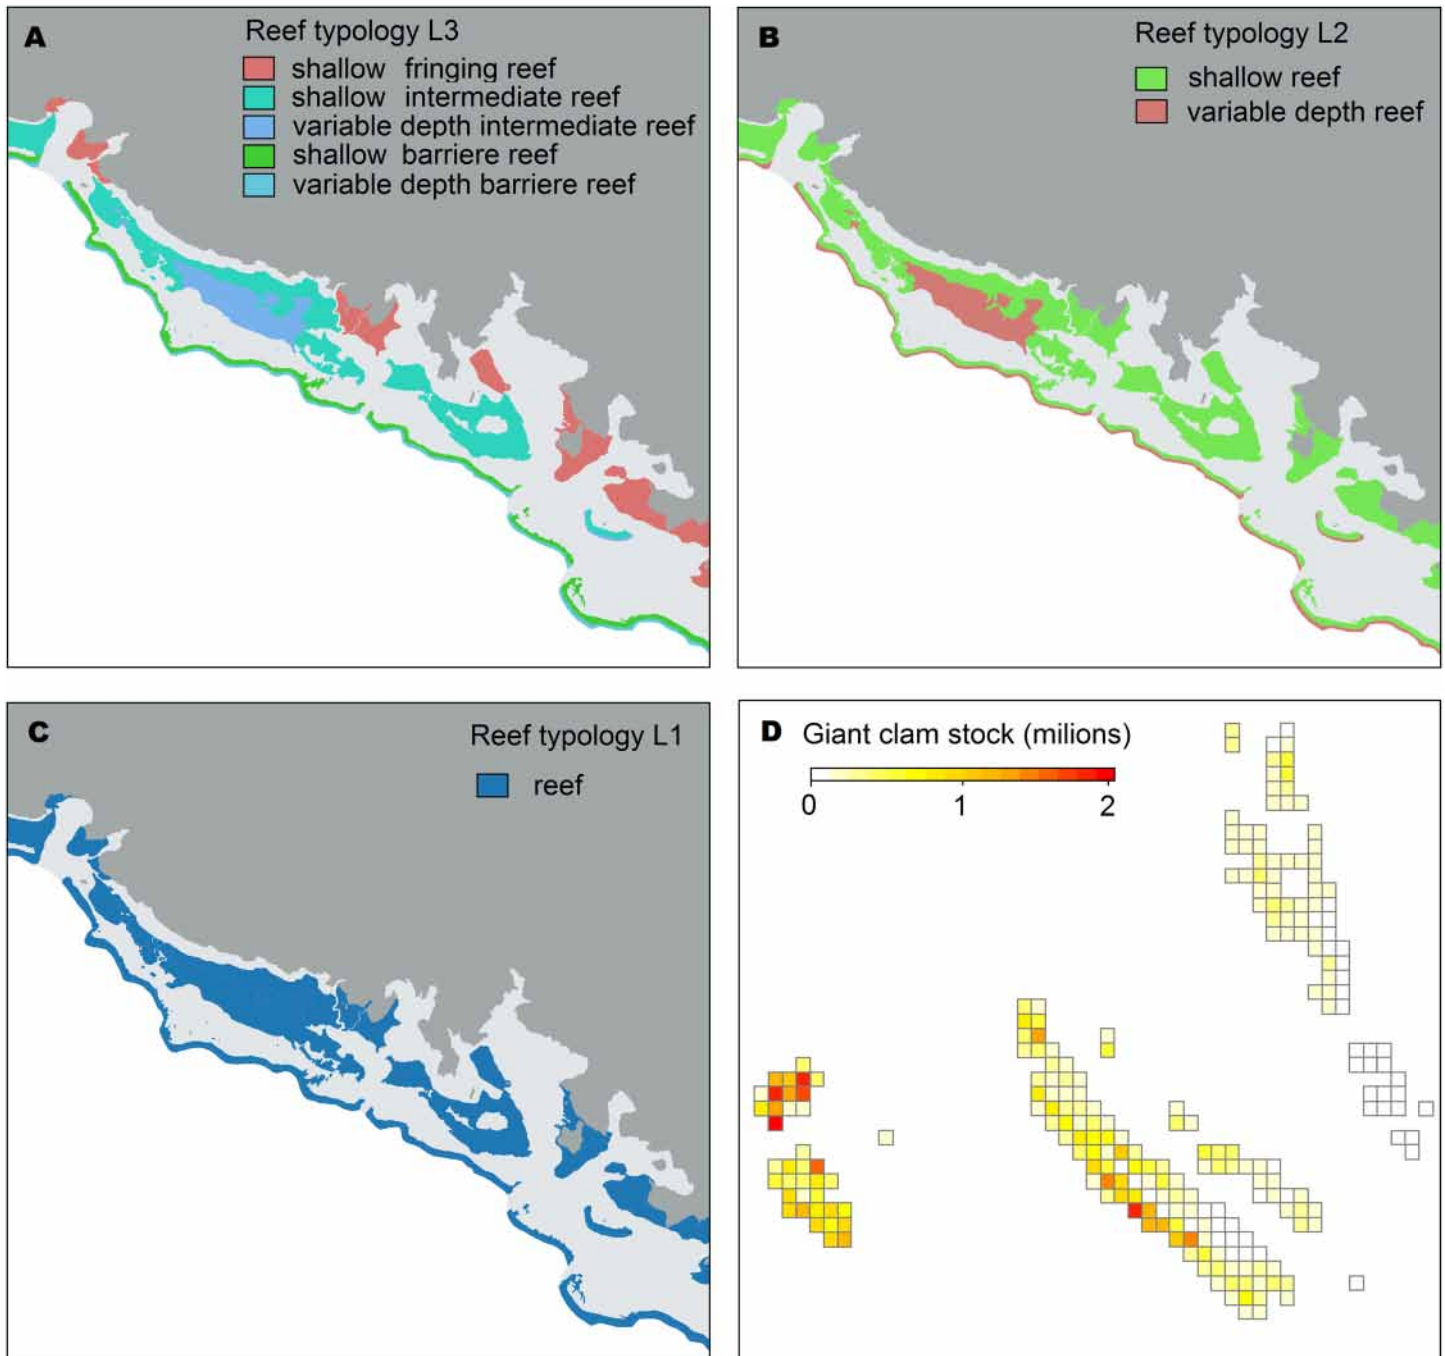 A
Reef typology L3
shallow fringing reef
shallow intermediate reef
variable depth intermediate reef
shallow barriere reef
variable depth barriere reef
B
Reef typology L2
shallow reef
variable depth reef
C
Reef typology L1
reef
D Giant clam stock (milions)
0 1 2